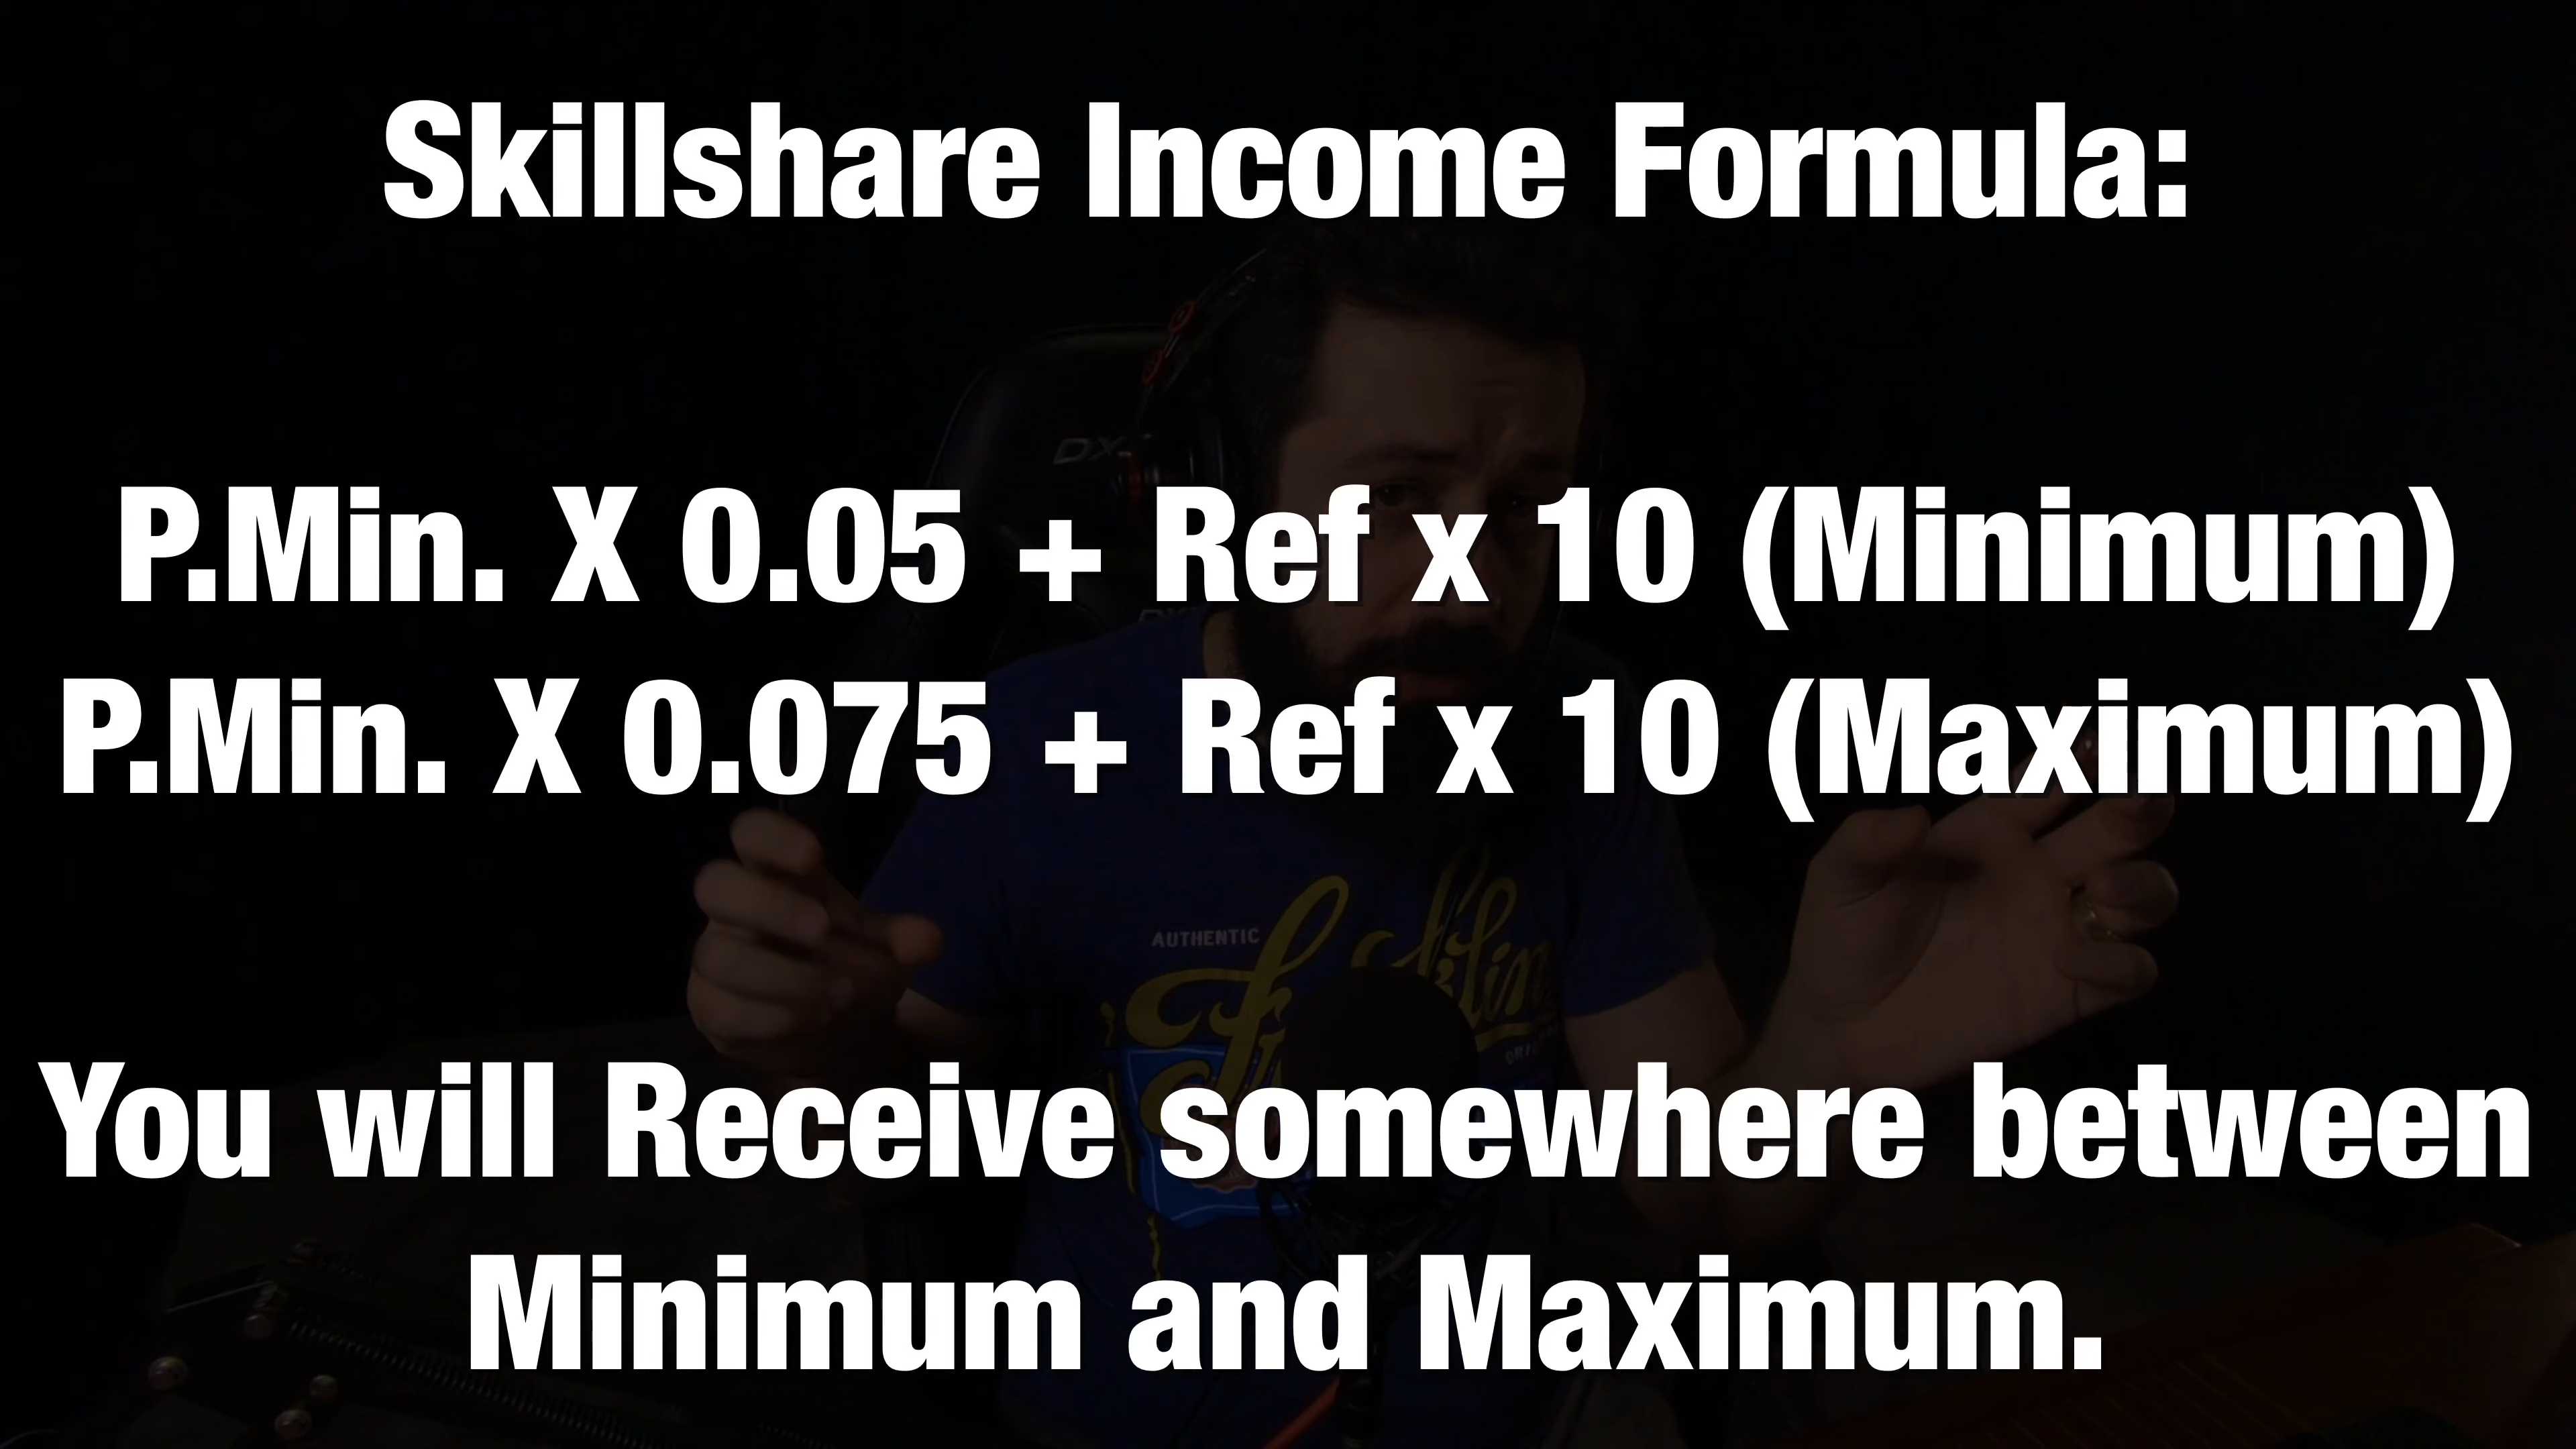 Skillshare Income Formula:
P.Min. X 0.05 + Ref x 10 (Minimum)
P.Min. X 0.075 + Ref x 10 (Maximum)
You will Receive somewhere between
Minimum and Maximum.
AUTHENTIC